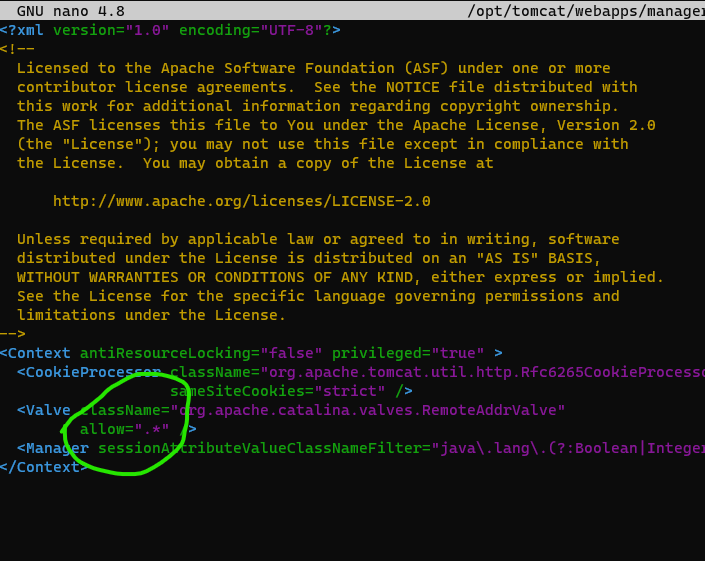 GNU nano 4.8 /opt/tomcat/webapps/manager
<?xml version="1.0" encoding="UTF-8"?>
<!--
Licensed to the Apache Software Foundation (ASF) under one or more
contributor license agreements.  See the NOTICE file distributed with
this work for additional information regarding copyright ownership.
The ASF licenses this file to You under the Apache License, Version 2.0
(the "License"); you may not use this file except in compliance with
the License.  You may obtain a copy of the License at
http://www.apache.org/licenses/LICENSE-2.0
Unless required by applicable law or agreed to in writing, software
distributed under the License is distributed on an "AS IS" BASIS,
WITHOUT WARRANTIES OR CONDITIONS OF ANY KIND, either express or implied.
See the License for the specific language governing permissions and
limitations under the License.
-->
<Context antiResourceLocking="false" privileged="true" >
<CookieProcessor className="org.apache.tomcat.util.http.Rfc6265CookieProcesso
sameSiteCookies="strict" />
<Valve className="org.apache.catalina.valves.RemoteAddrValve"
allow=".*" />
<Manager sessionAttributeValueClassNameFilter="java\.lang\.(?:Boolean|Integer
</Context>